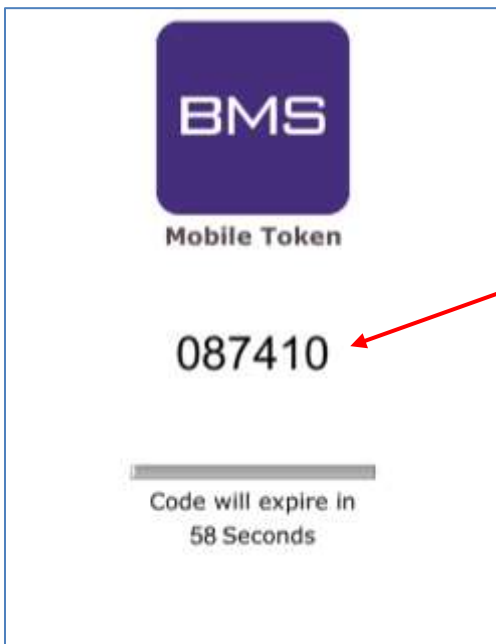 BMS
Mobile Token
087410
Code will expire in
58 Seconds